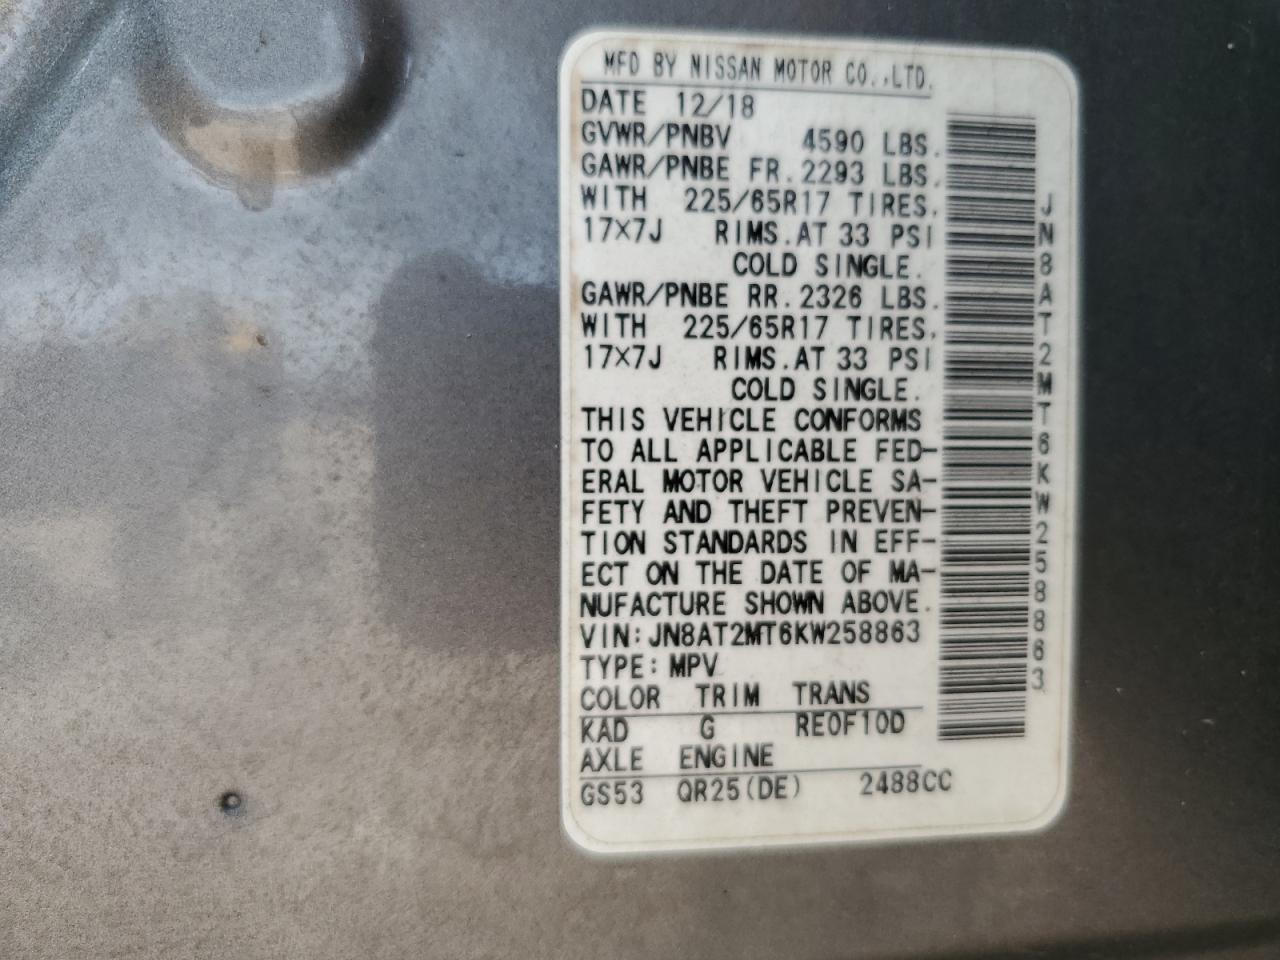 MFD BY NISSAN MOTOR CO.,LTD.
DATE 12/18
GVWR/PNBV 4590 LBS.
GAWR/PNBE FR.2293 LBS.
WITH 225/65R17 TIRES,
17X7J RIMS.AT 33 PSI
COLD SINGLE.
GAWR/PNBE RR.2326 LBS.
WITH 225/65R17 TIRES,
17X7J RIMS.AT 33 PSI
COLD SINGLE.
THIS VEHICLE CONFORMS
TO ALL APPLICABLE FED-
ERAL MOTOR VEHICLE SA-
FETY AND THEFT PREVEN-
TION STANDARDS IN EFF-
ECT ON THE DATE OF MA-
NUFACTURE SHOWN ABOVE.
VIN:JN8AT2MT6KW258863
TYPE:MPV
COLOR TRIM TRANS
KAD G RE0F10D
AXLE ENGINE
GS53 QR25(DE) 2488CC
JN8AT2MT6KW258863